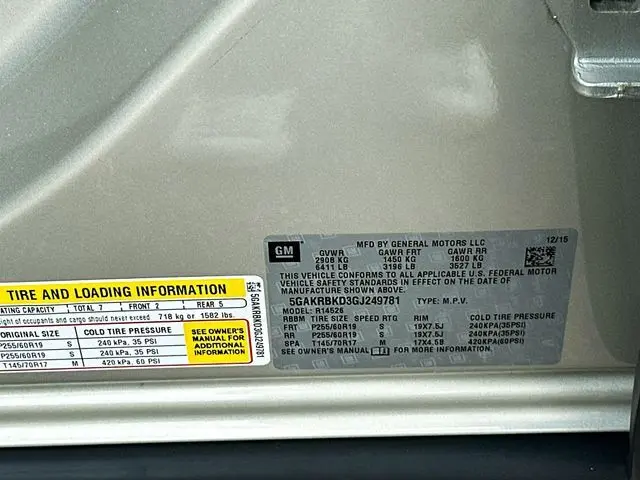 GM
MFD BY GENERAL MOTORS LLC
12/15
GVWR GAWR FRT GAWR RR
2908 KG 1450 KG 1600 KG
6411 LB 3196 LB 3527 LB
THIS VEHICLE CONFORMS TO ALL APPLICABLE U.S. FEDERAL MOTOR
VEHICLE SAFETY STANDARDS IN EFFECT ON THE DATE OF
MANUFACTURE SHOWN ABOVE.
5GAKRBKD3GJ249781 TYPE: M.P.V.
MODEL: R14526
RBBM TIRE SIZE SPEED RTG RIM COLD TIRE PRESSURE
FRT P255/60R19 S 19X7.5J 240KPA(35PSI)
RR P255/60R19 S 19X7.5J 240KPA(35PSI)
SPA T145/70R17 M 17X4.5B 420KPA(60PSI)
SEE OWNER'S MANUAL FOR MORE INFORMATION.
TIRE AND LOADING INFORMATION
ATING CAPACITY TOTAL 7 FRONT 2 REAR 5
ight of occupants and cargo should never exceed 718 kg or 1582 lbs.
ORIGINAL SIZE COLD TIRE PRESSURE
P255/60R19 S 240 kPa, 35 PSI
P255/60R19 S 240 kPa, 35 PSI
T145/70R17 M 420 kPa, 60 PSI
SEE OWNER'S
MANUAL FOR
ADDITIONAL
INFORMATION
5GAKRBKD3GJ249781